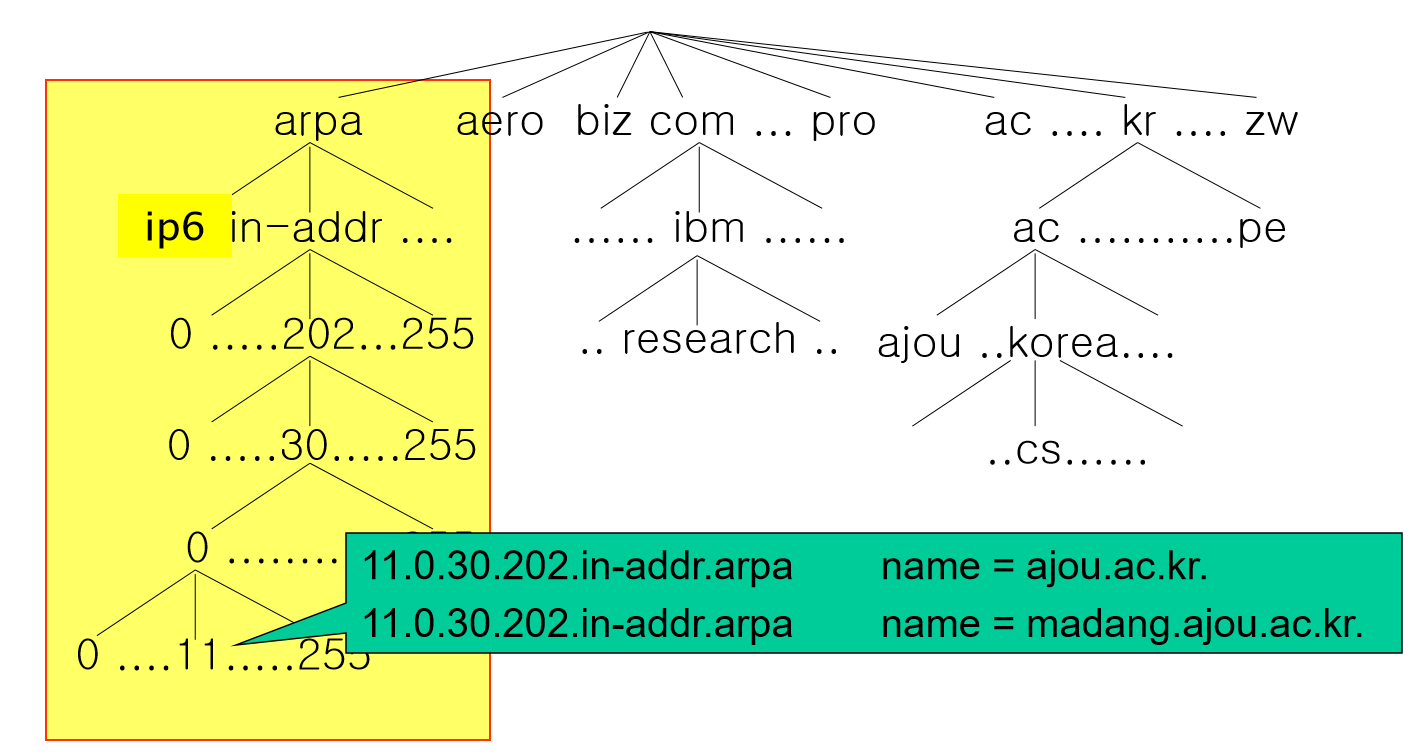 arpa aero biz com ... pro ac .... kr .... zw
ip6 in-addr .... ...... ibm ...... ac ...........pe
0 .....202...255 .. research .. ajou ..korea....
0 .....30.....255 ..cs......
0 ........
11.0.30.202.in-addr.arpa name = ajou.ac.kr.
11.0.30.202.in-addr.arpa name = madang.ajou.ac.kr.
0 ....11.....255